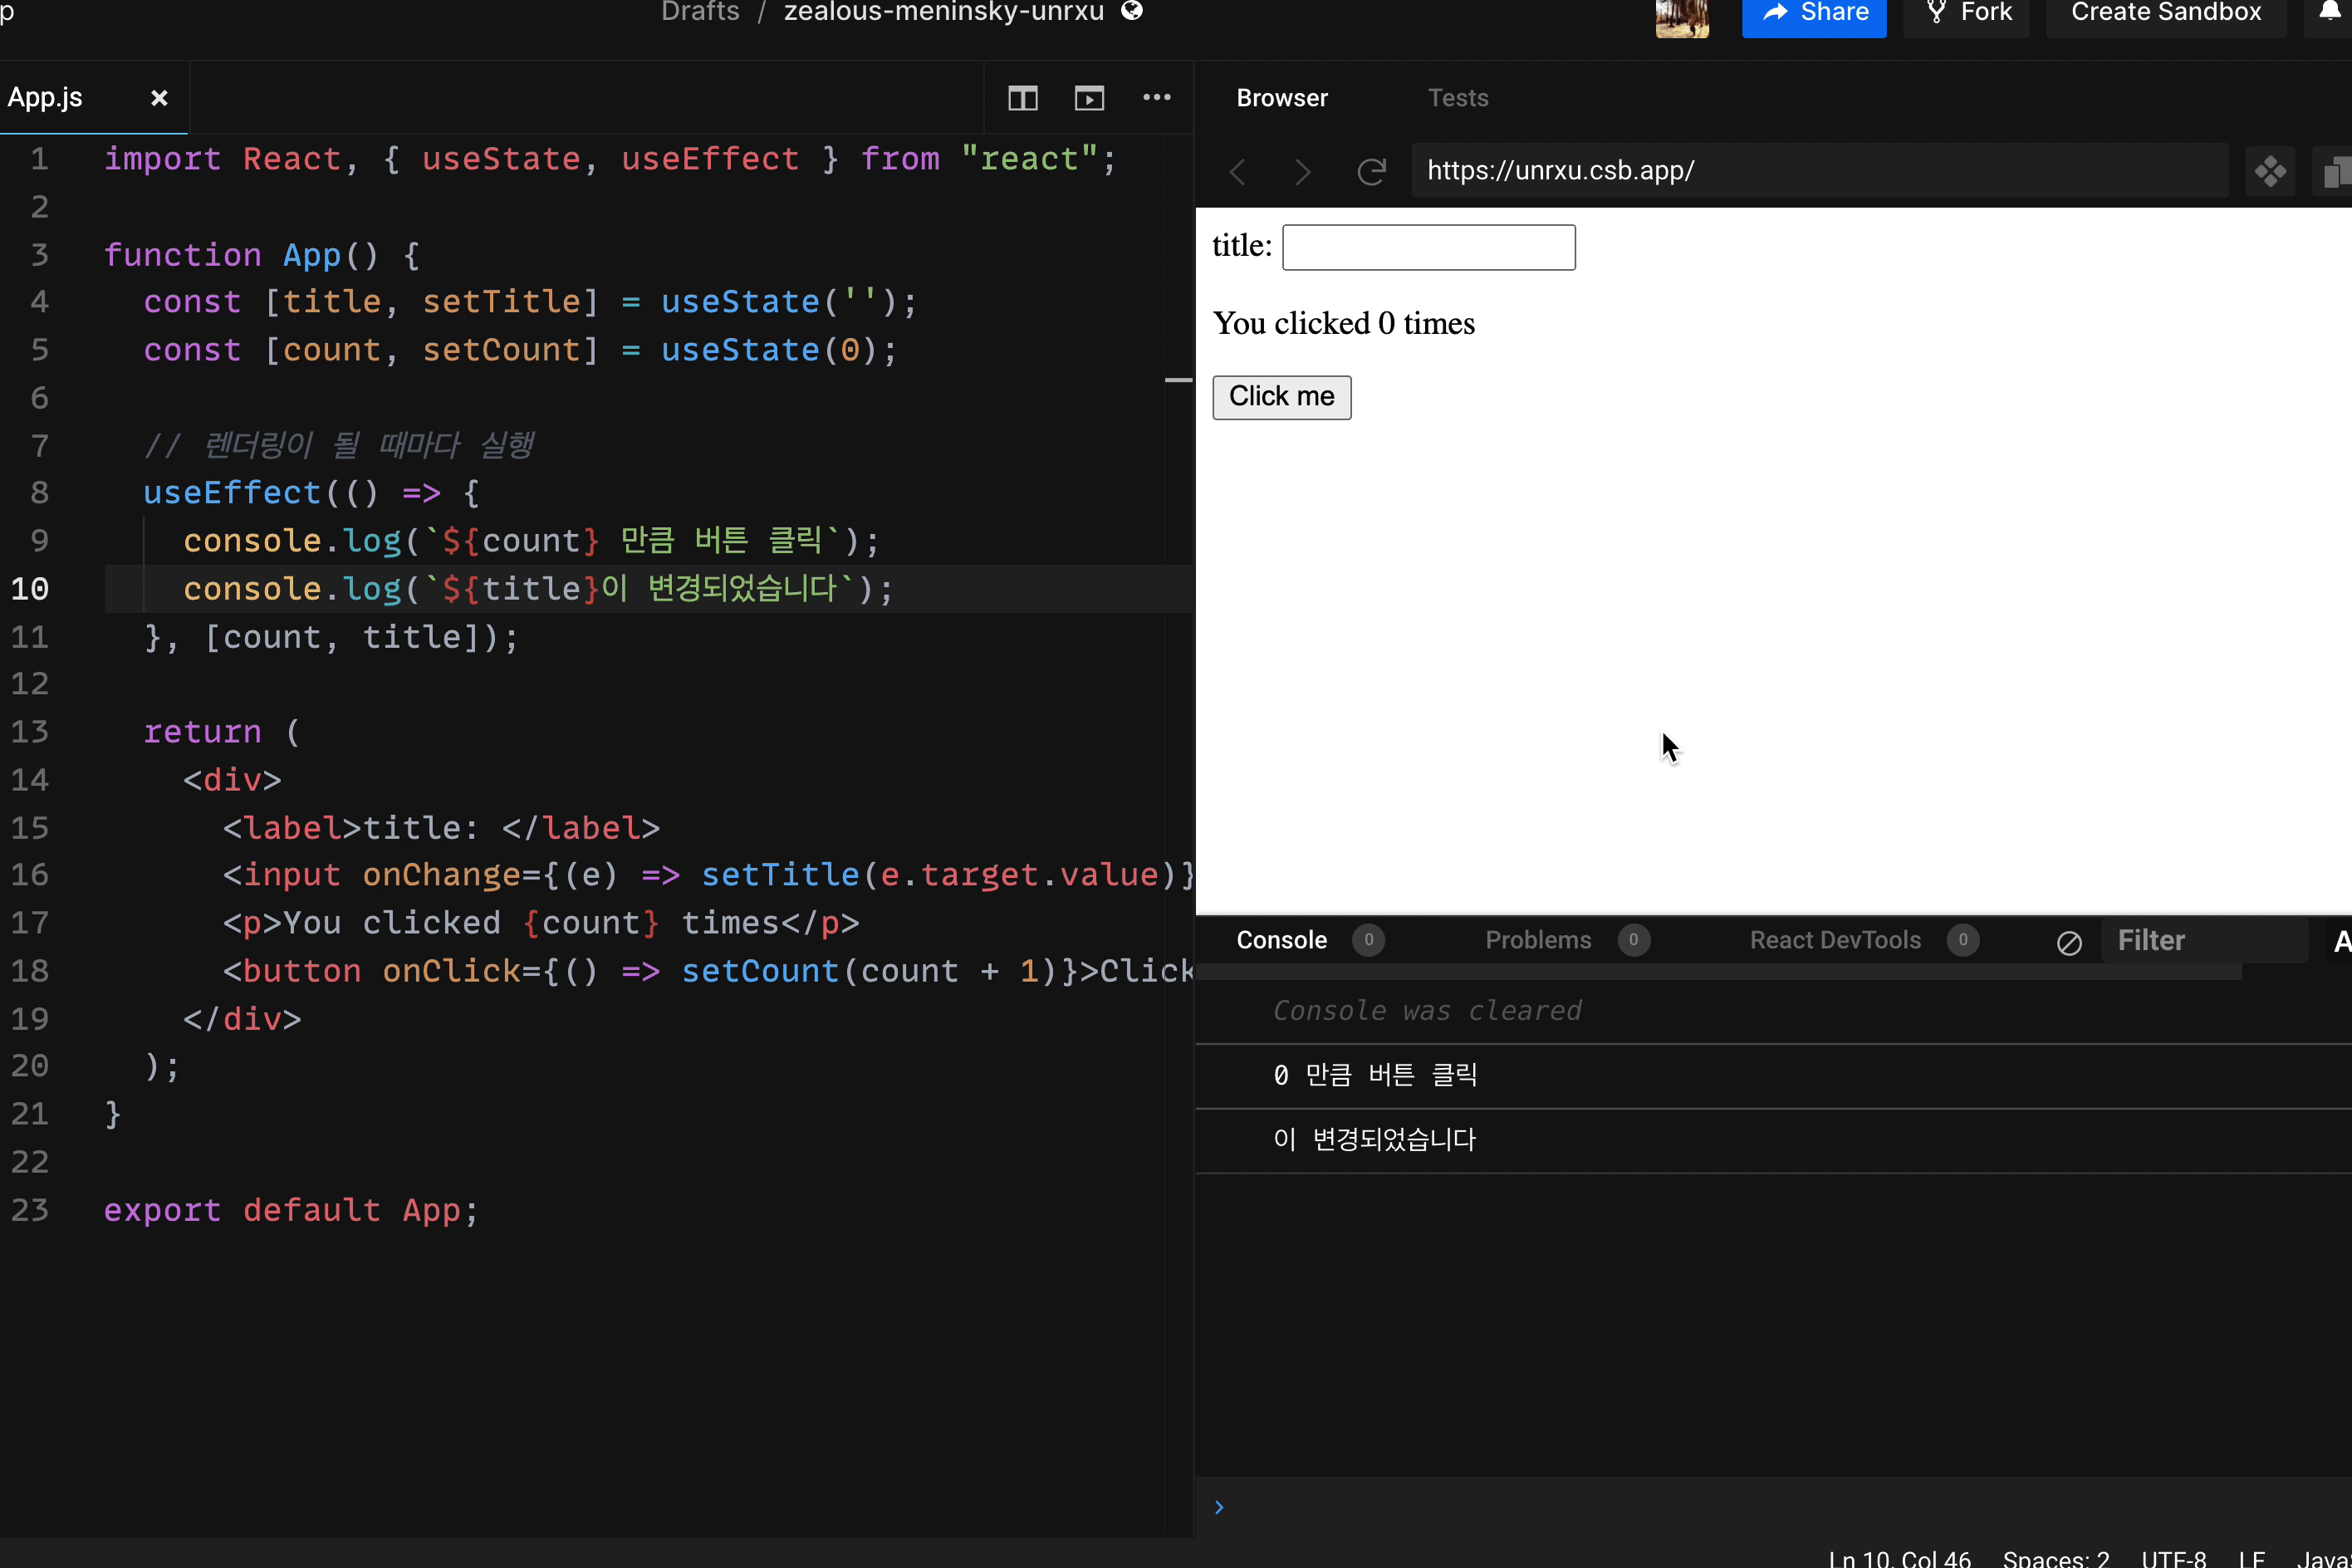 p
Drafts / zealous-meninsky-unrxu
Share
Fork
Create Sandbox
App.js
1 import React, { useState, useEffect } from "react";
2
3 function App() {
4 const [title, setTitle] = useState('');
5 const [count, setCount] = useState(0);
6
7 // 렌더링이 될 때마다 실행
8 useEffect(() => {
9 console.log(`${count} 만큼 버튼 클릭`);
10 console.log(`${title}이 변경되었습니다`);
11 }, [count, title]);
12
13 return (
14 <div>
15 <label>title: </label>
16 <input onChange={(e) => setTitle(e.target.value)}
17 <p>You clicked {count} times</p>
18 <button onClick={() => setCount(count + 1)}>Click
19 </div>
20 );
21 }
22
23 export default App;
Browser Tests
https://unrxu.csb.app/
title:
You clicked 0 times
Click me
Console 0 Problems 0 React DevTools 0 Filter A
Console was cleared
0 만큼 버튼 클릭
이 변경되었습니다
Ln 10, Col 46 Spaces: 2 UTF-8 LF Java